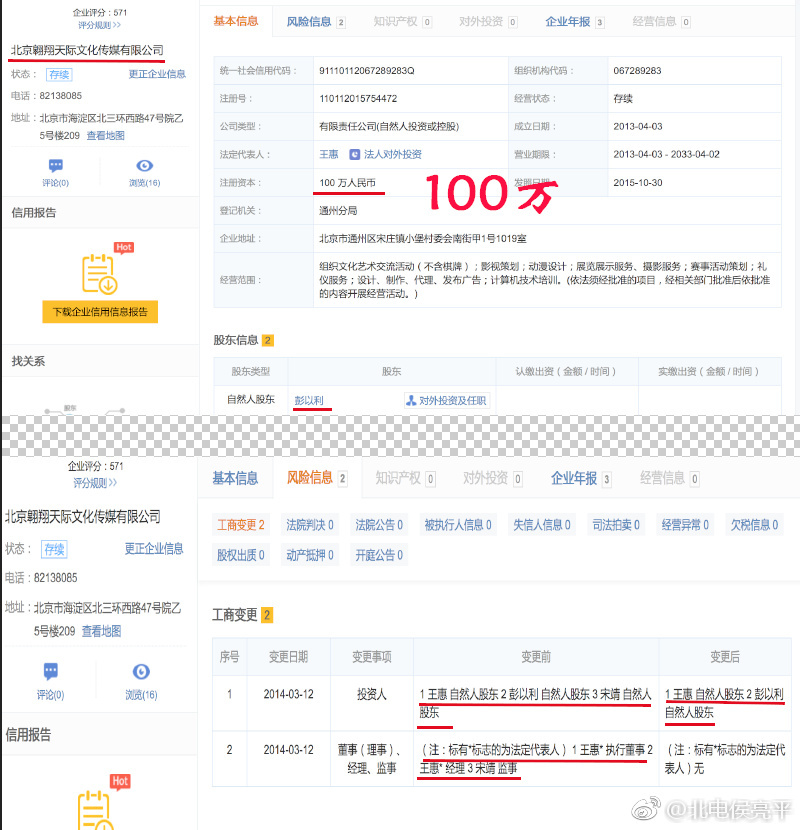 企业评分：571
评分规则>>
北京翱翔天际文化传媒有限公司
状态： 存续 更正企业信息
电话：82138085
地址：北京市海淀区北三环西路47号院乙
5号楼209 查看地图
评论(0) 浏览(16)
信用报告
Hot
下载企业信用信息报告
找关系
股东
基本信息 风险信息 2 知识产权 0 对外投资 0 企业年报 3 经营信息 0
统一社会信用代码： 91110112067289283Q 组织机构代码： 067289283
注册号： 110112015754472 经营状态： 存续
公司类型： 有限责任公司(自然人投资或控股) 成立日期： 2013-04-03
法定代表人： 王惠 法人对外投资 营业期限： 2013-04-03 - 2033-04-02
注册资本： 100 万人民币 发照日期： 2015-10-30
100万
登记机关： 通州分局
企业地址： 北京市通州区宋庄镇小堡村委会南街甲1号1019室
经营范围： 组织文化艺术交流活动（不含棋牌）；影视策划；动漫设计；展览展示服务、摄影服务；赛事活动策划；礼
仪服务；设计、制作、代理、发布广告；计算机技术培训。(依法须经批准的项目，经相关部门批准后依批准
的内容开展经营活动。)
股东信息 2
股东类型 股东 认缴出资（金额 / 时间） 实缴出资（金额 / 时间）
自然人股东 彭以利 对外投资及任职
企业评分：571
评分规则>>
北京翱翔天际文化传媒有限公司
状态： 存续 更正企业信息
电话：82138085
地址：北京市海淀区北三环西路47号院乙
5号楼209 查看地图
评论(0) 浏览(16)
信用报告
Hot
基本信息 风险信息 2 知识产权 0 对外投资 0 企业年报 3 经营信息 0
工商变更 2 法院判决 0 法院公告 0 被执行人信息 0 失信人信息 0 司法拍卖 0 经营异常 0 欠税信息 0
股权出质 0 动产抵押 0 开庭公告 0
工商变更 2
序号 变更日期 变更事项 变更前 变更后
1 2014-03-12 投资人 1 王惠 自然人股东 2 彭以利 自然人股东 3 宋靖 自然人
股东
1 王惠 自然人股东 2 彭以利
自然人股东
2 2014-03-12 董事（理事）、
经理、监事
（注：标有*标志的为法定代表人）1 王惠* 执行董事 2
王惠* 经理 3 宋靖 监事
（注：标有*标志的为法定代
表人）无
@北电侯亮平